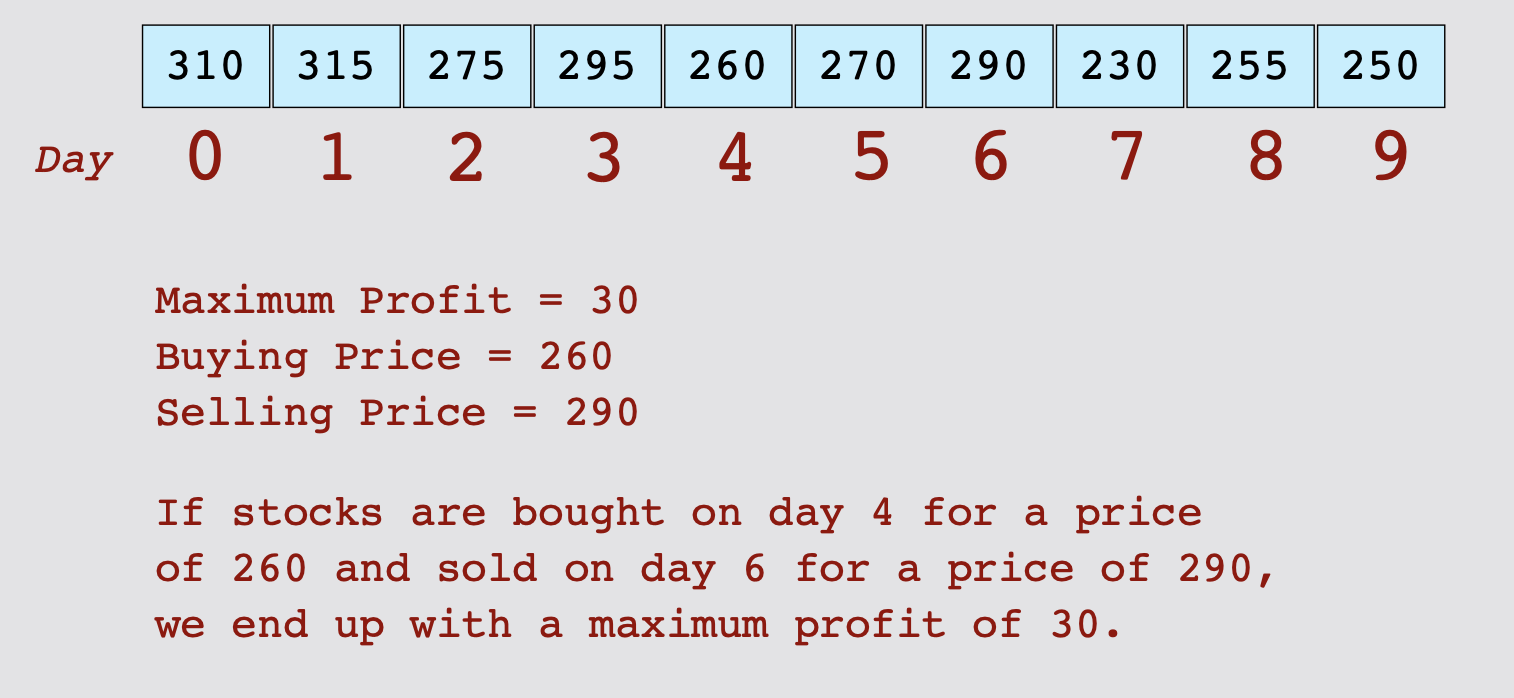 310 315 275 295 260 270 290 230 255 250
Day 0 1 2 3 4 5 6 7 8 9
Maximum Profit = 30
Buying Price = 260
Selling Price = 290
If stocks are bought on day 4 for a price
of 260 and sold on day 6 for a price of 290,
we end up with a maximum profit of 30.